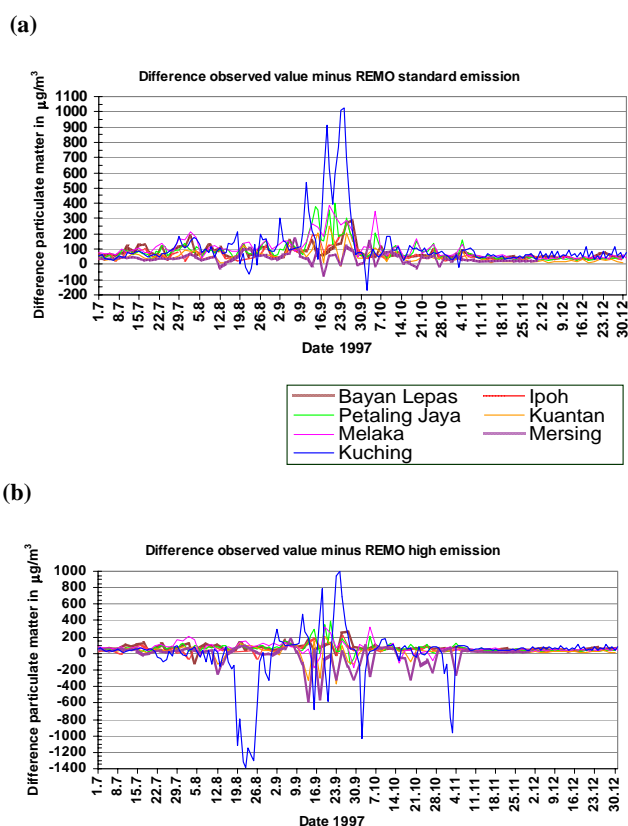 (a)
Difference observed value minus REMO standard emission
Difference particulate matter in µg/m³
1100
1000
900
800
700
600
500
400
300
200
100
0
-100
-200
1.7 8.7 15.7 22.7 29.7 5.8 12.8 19.8 26.8 2.9 9.9 16.9 23.9 30.9 7.10 14.10 21.10 28.10 4.11 11.11 18.11 25.11 2.12 9.12 16.12 23.12 30.12
Date 1997
Bayan Lepas Ipoh
Petaling Jaya Kuantan
Melaka Mersing
Kuching
(b)
Difference observed value minus REMO high emission
Difference particulate matter in µg/m³
1000
800
600
400
200
0
-200
-400
-600
-800
-1000
-1200
-1400
1.7 8.7 15.7 22.7 29.7 5.8 12.8 19.8 26.8 2.9 9.9 16.9 23.9 30.9 7.10 14.10 21.10 28.10 4.11 11.11 18.11 25.11 2.12 9.12 16.12 23.12 30.12
Date 1997